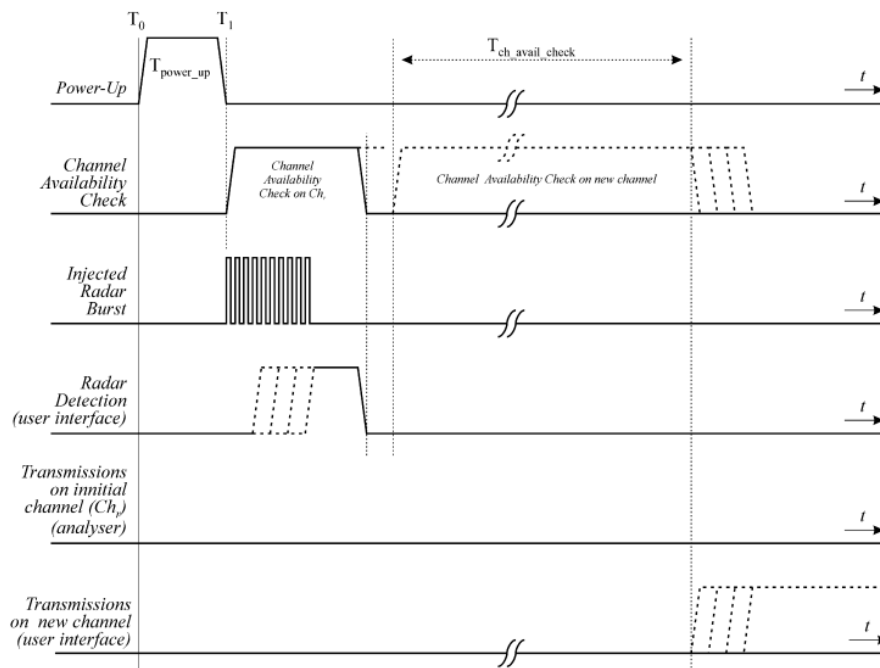 T0 T1
Tch_avail_check
Tpower_up
Power-Up
t
Channel
Availability
Check
Channel
Availability
Check on Chr
Channel Availability Check on new channel
t
Injected
Radar
Burst
t
Radar
Detection
(user interface)
t
Transmissions
on innitial
channel (Chr)
(analyser)
t
Transmissions
on new channel
(user interface)
t